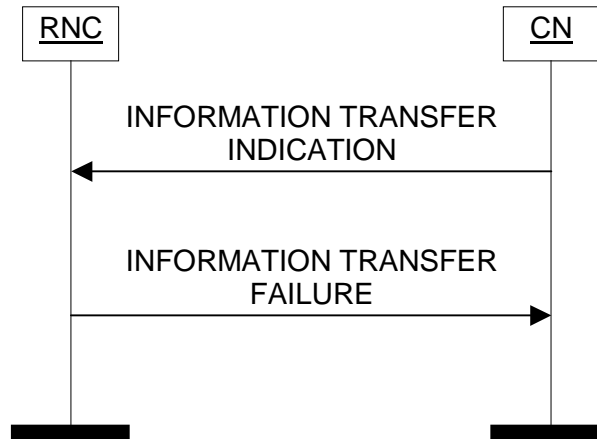 RNC
CN
INFORMATION TRANSFER
INDICATION
INFORMATION TRANSFER
FAILURE